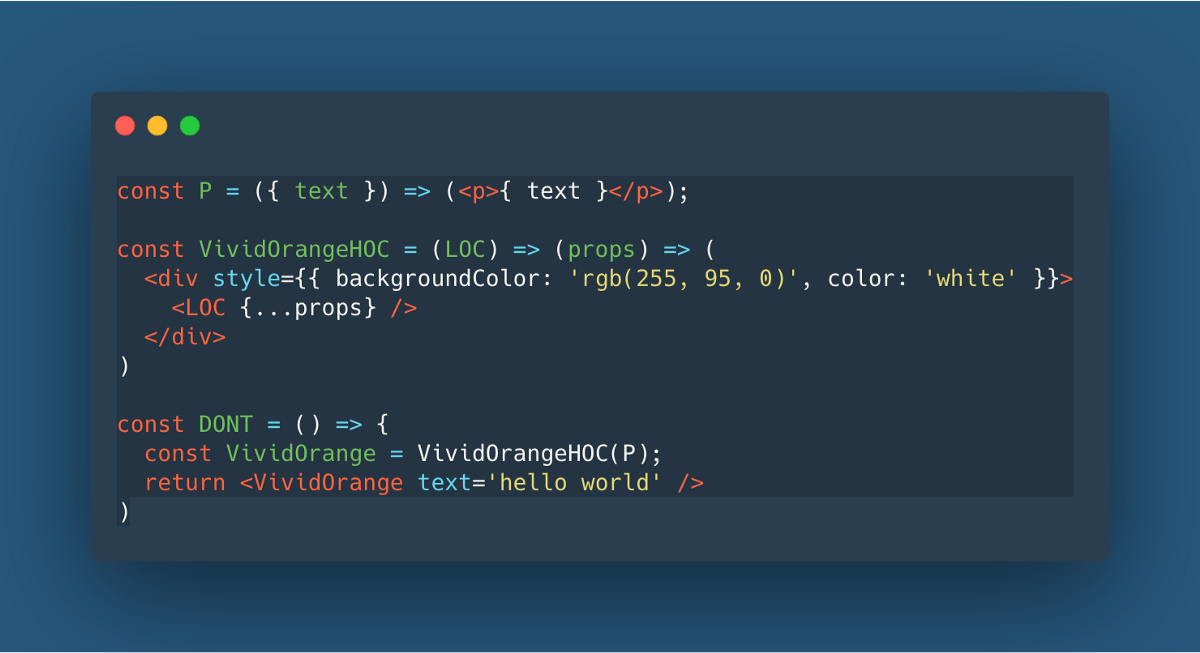 const P = ({ text }) => (<p>{ text }</p>);
const VividOrangeHOC = (LOC) => (props) => (
  <div style={{ backgroundColor: 'rgb(255, 95, 0)', color: 'white' }}>
    <LOC {...props} />
  </div>
)
const DONT = () => {
  const VividOrange = VividOrangeHOC(P);
  return <VividOrange text='hello world' />
)